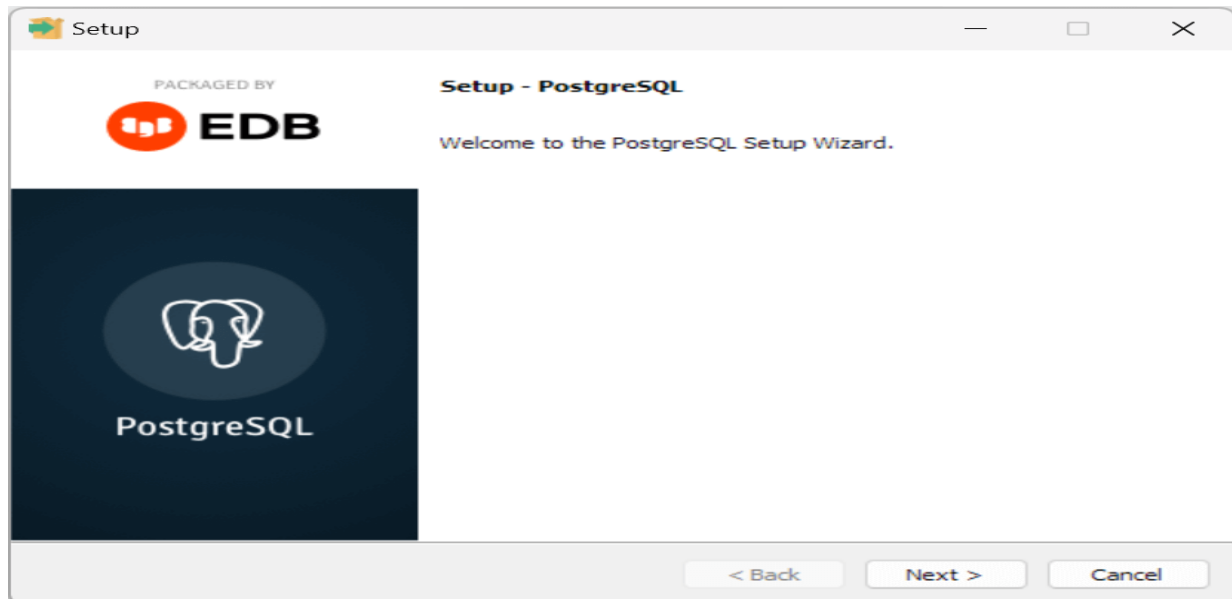 Setup
PACKAGED BY
EDB
Setup - PostgreSQL
Welcome to the PostgreSQL Setup Wizard.
PostgreSQL
< Back
Next >
Cancel